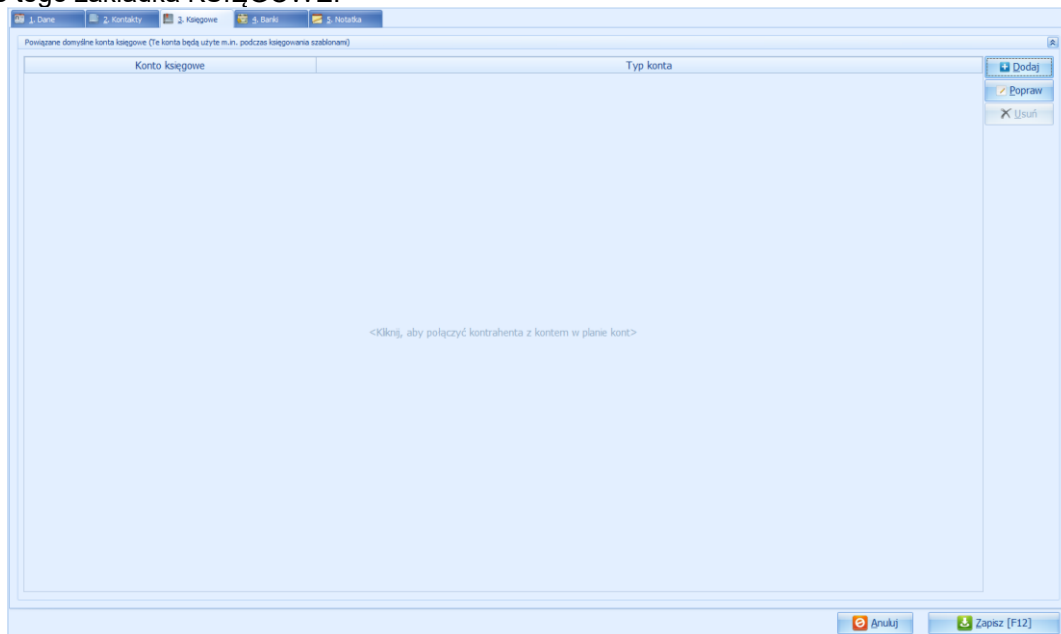 tego zakładka
1. Dane 2. Kontakty 3. Księgowe 4. Banki 5. Notatka
Powiązane domyślne konta księgowe (Te konta będą użyte m.in. podczas księgowania szablonami)
Konto księgowe Typ konta
Dodaj
Popraw
Usuń
<Kliknij, aby połączyć kontrahenta z kontem w planie kont>
Anuluj Zapisz [F12]